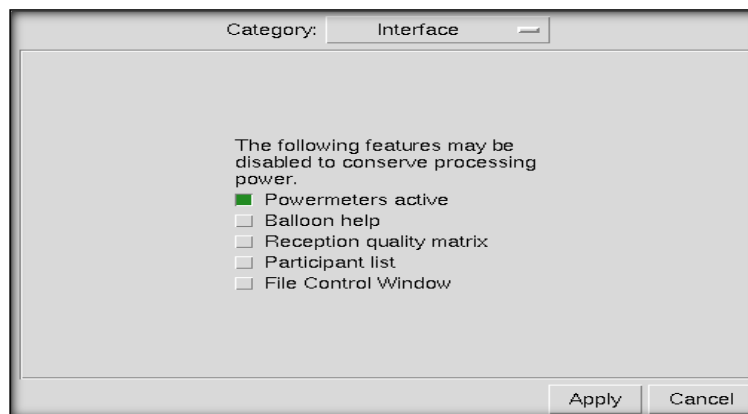 Category: Interface
The following features may be
disabled to conserve processing
power.
Powermeters active
Balloon help
Reception quality matrix
Participant list
File Control Window
Apply Cancel